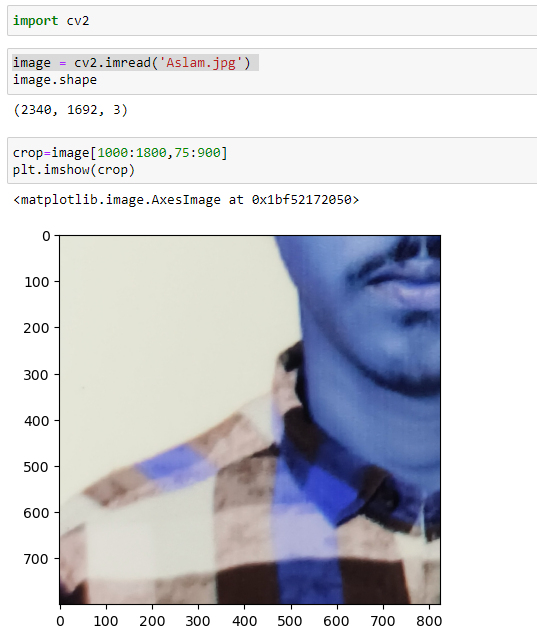 import cv2
image = cv2.imread('Aslam.jpg')
image.shape
(2340, 1692, 3)
crop=image[1000:1800,75:900]
plt.imshow(crop)
<matplotlib.image.AxesImage at 0x1bf52172050>
0
100
200
300
400
500
600
700
0 100 200 300 400 500 600 700 800